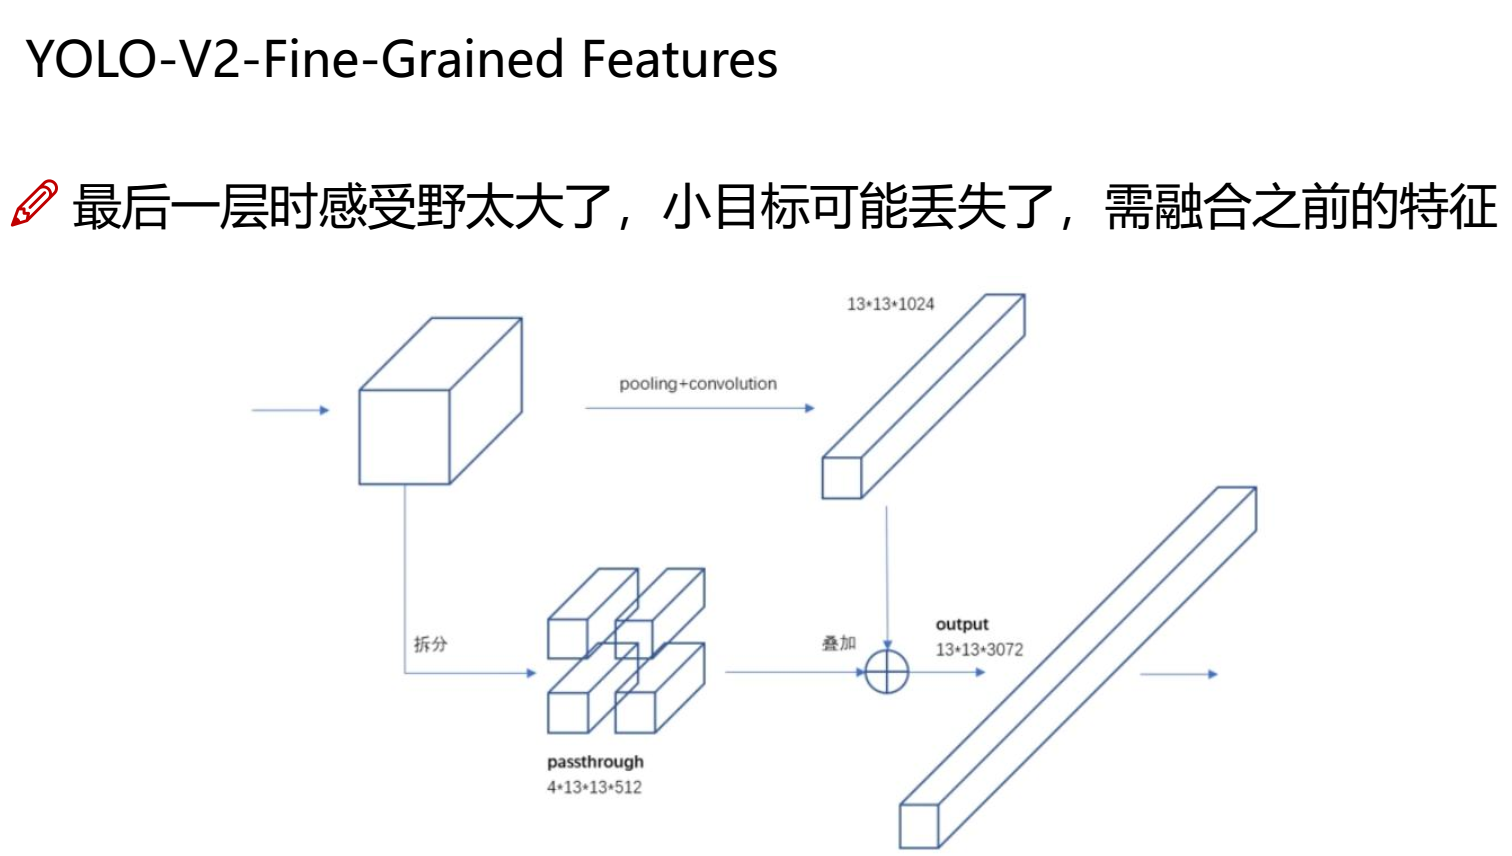 YOLO-V2-Fine-Grained Features
最后一层时感受野太大了，小目标可能丢失了，需融合之前的特征
13*13*1024
pooling+convolution
拆分
叠加
output
13*13*3072
passthrough
4*13*13*512